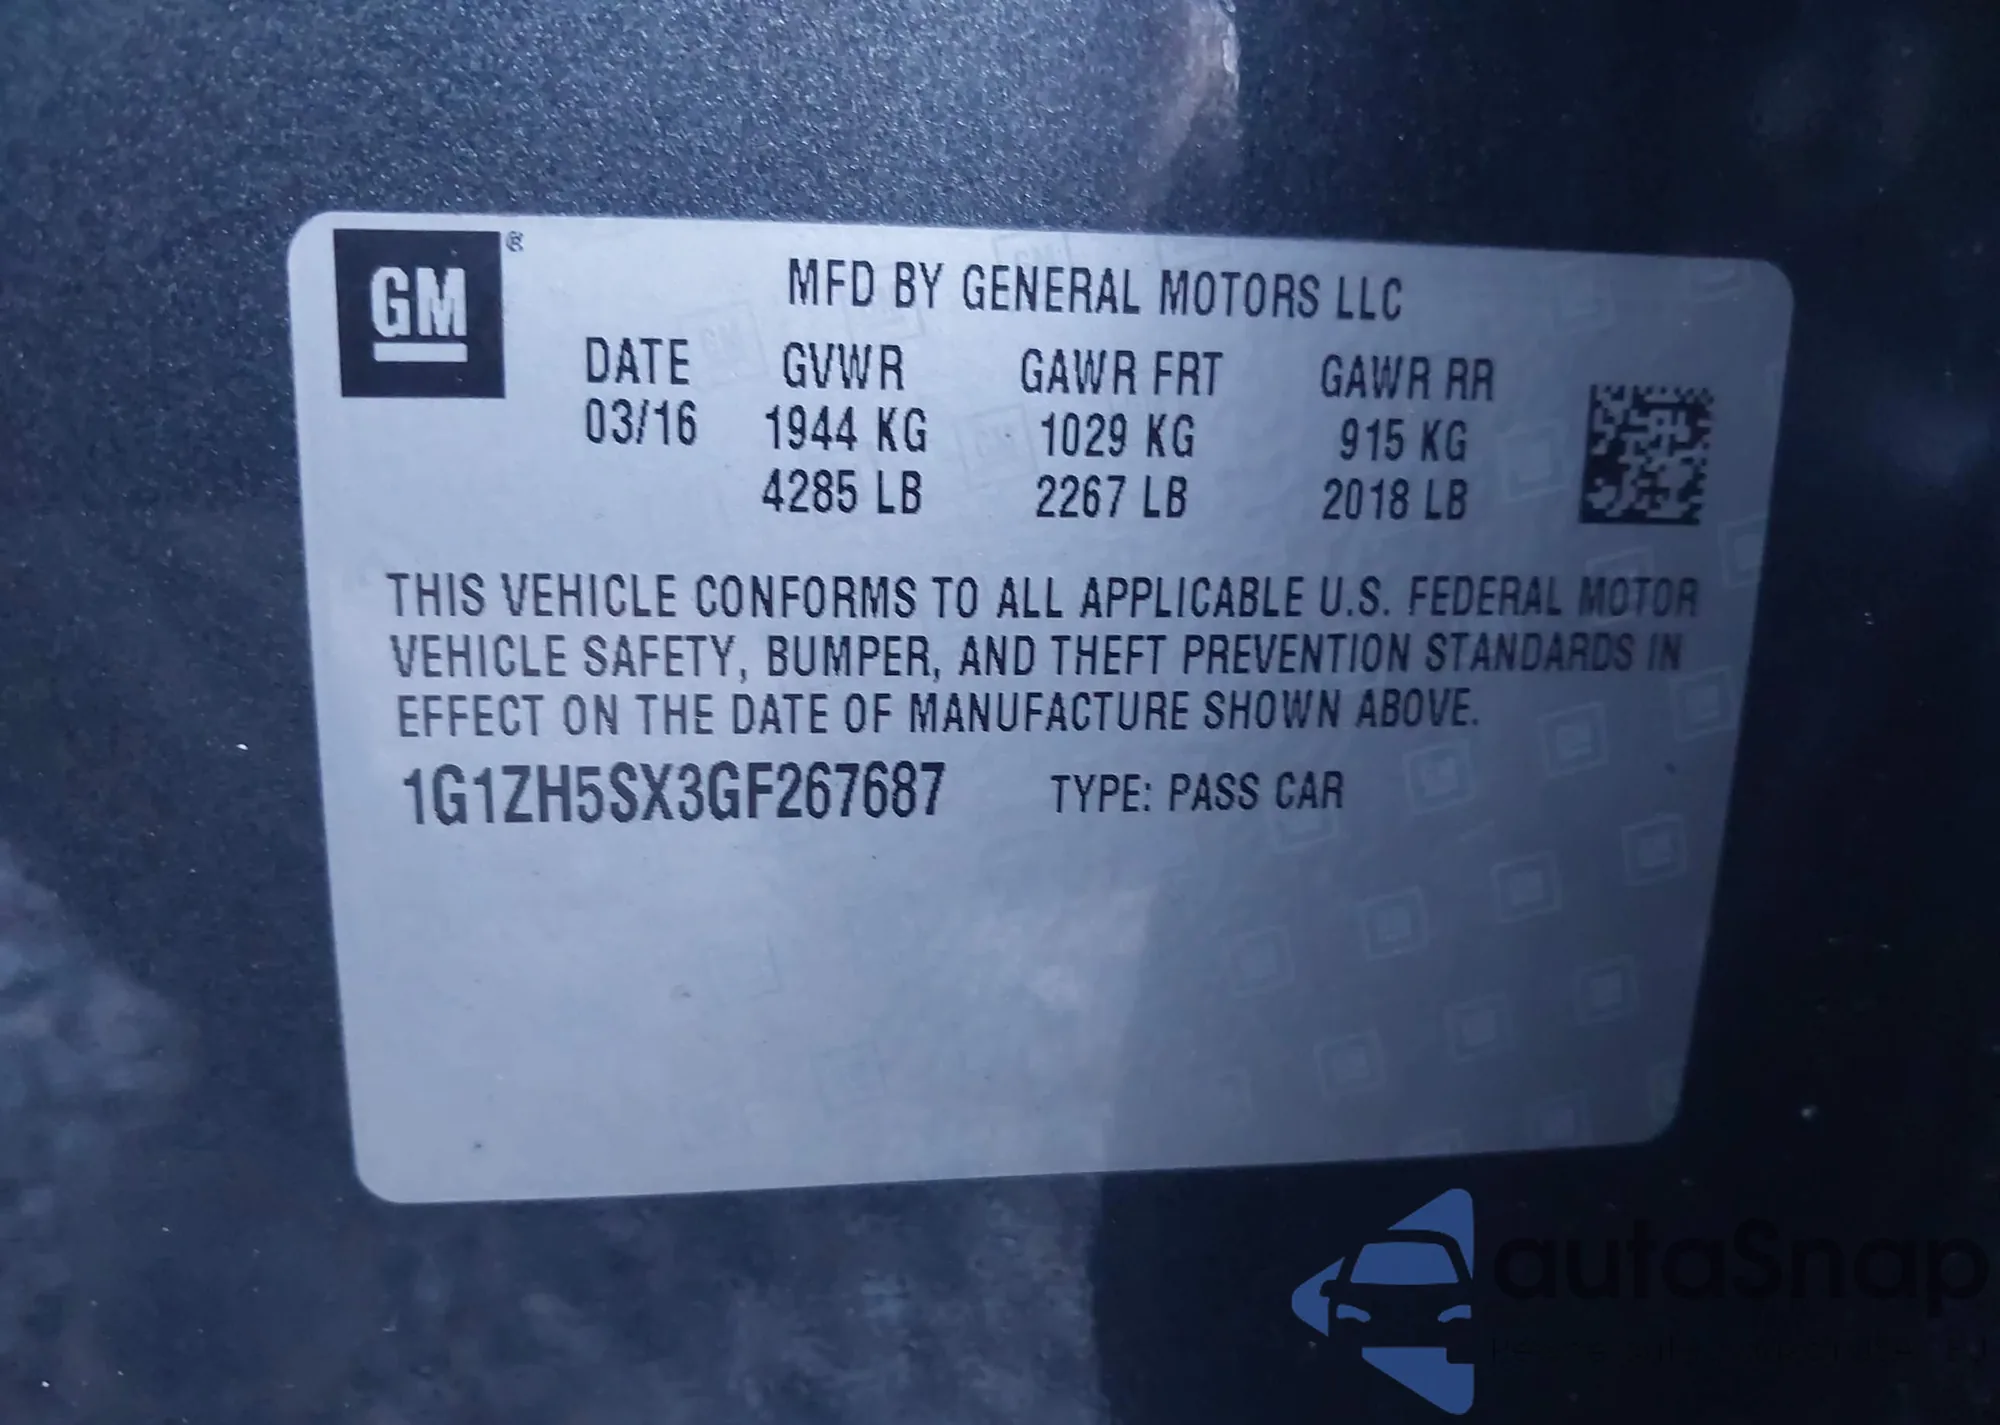 GM ®
MFD BY GENERAL MOTORS LLC
DATE GVWR GAWR FRT GAWR RR
03/16 1944 KG 1029 KG 915 KG
4285 LB 2267 LB 2018 LB
THIS VEHICLE CONFORMS TO ALL APPLICABLE U.S. FEDERAL MOTOR
VEHICLE SAFETY, BUMPER, AND THEFT PREVENTION STANDARDS IN
EFFECT ON THE DATE OF MANUFACTURE SHOWN ABOVE.
1G1ZH5SX3GF267687 TYPE: PASS CAR
autaSnap